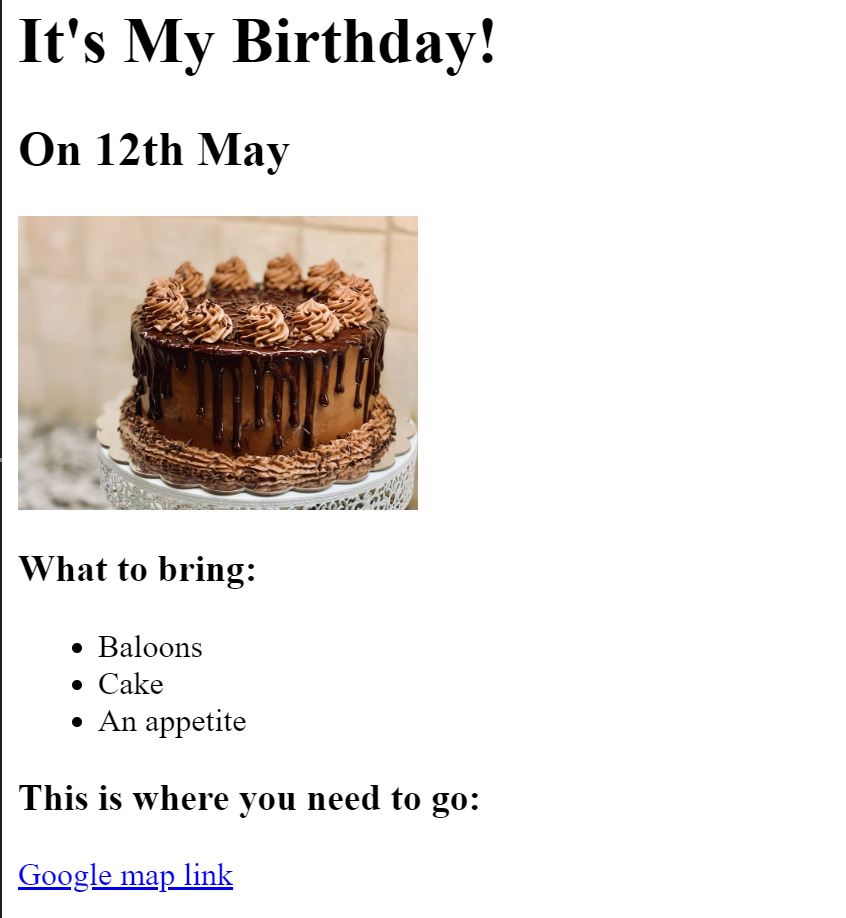 It's My Birthday!
On 12th May
What to bring:
Baloons
Cake
An appetite
This is where you need to go:
Google map link